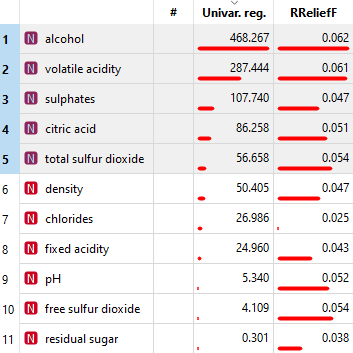 # Univar. reg. RReliefF
1 N alcohol 468.267 0.062
2 N volatile acidity 287.444 0.061
3 N sulphates 107.740 0.047
4 N citric acid 86.258 0.051
5 N total sulfur dioxide 56.658 0.054
6 N density 50.405 0.047
7 N chlorides 26.986 0.025
8 N fixed acidity 24.960 0.043
9 N pH 5.340 0.052
10 N free sulfur dioxide 4.109 0.054
11 N residual sugar 0.301 0.038